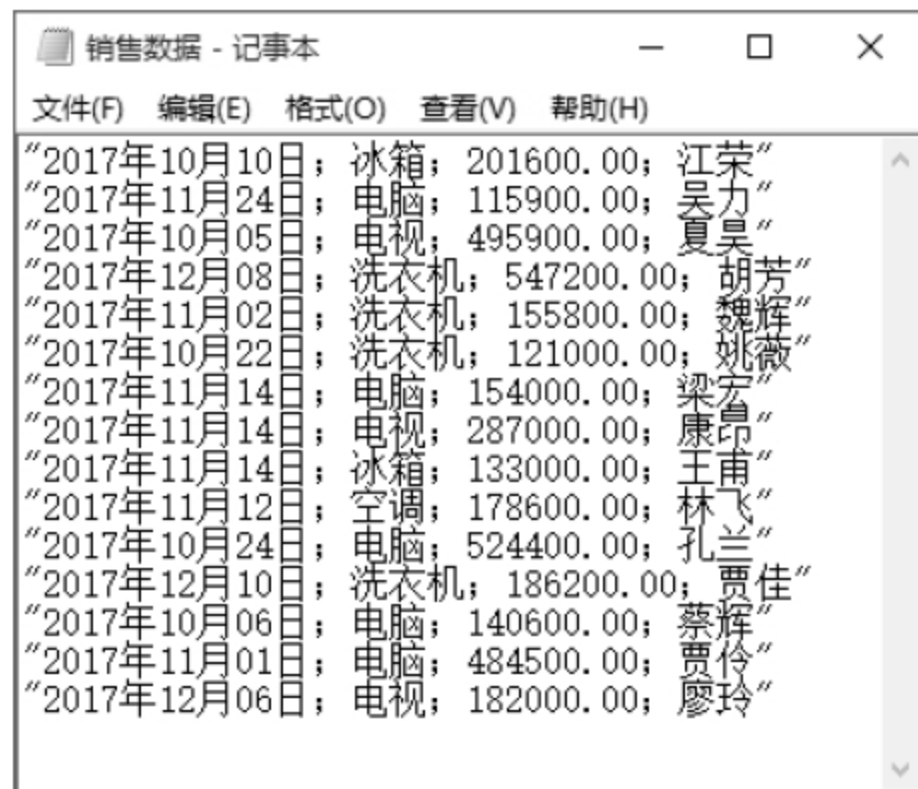 销售数据 - 记事本
文件(F) 编辑(E) 格式(O) 查看(V) 帮助(H)
"2017年10月10日; 冰箱; 201600.00; 江荣"
"2017年11月24日; 电脑; 115900.00; 吴力"
"2017年10月05日; 电视; 495900.00; 夏昊"
"2017年12月08日; 洗衣机; 547200.00; 胡芳"
"2017年11月02日; 洗衣机; 155800.00; 魏辉"
"2017年10月22日; 洗衣机; 121000.00; 姚薇"
"2017年11月14日; 电脑; 154000.00; 梁宏"
"2017年11月14日; 电视; 287000.00; 康昂"
"2017年11月14日; 冰箱; 133000.00; 王甫"
"2017年11月12日; 空调; 178600.00; 林飞"
"2017年10月24日; 电脑; 524400.00; 孔兰"
"2017年12月10日; 洗衣机; 186200.00; 贾佳"
"2017年10月06日; 电脑; 140600.00; 蔡辉"
"2017年11月01日; 电脑; 484500.00; 贾伶"
"2017年12月06日; 电视; 182000.00; 廖玲"